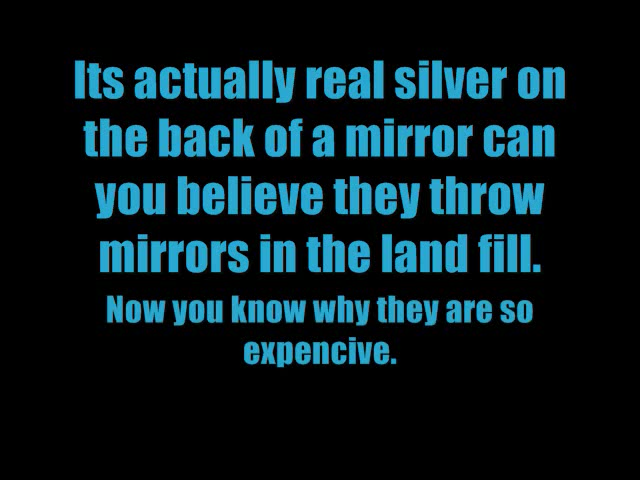 Its actually real silver on
the back of a mirror can
you believe they throw
mirrors in the land fill.
Now you know why they are so
expencive.